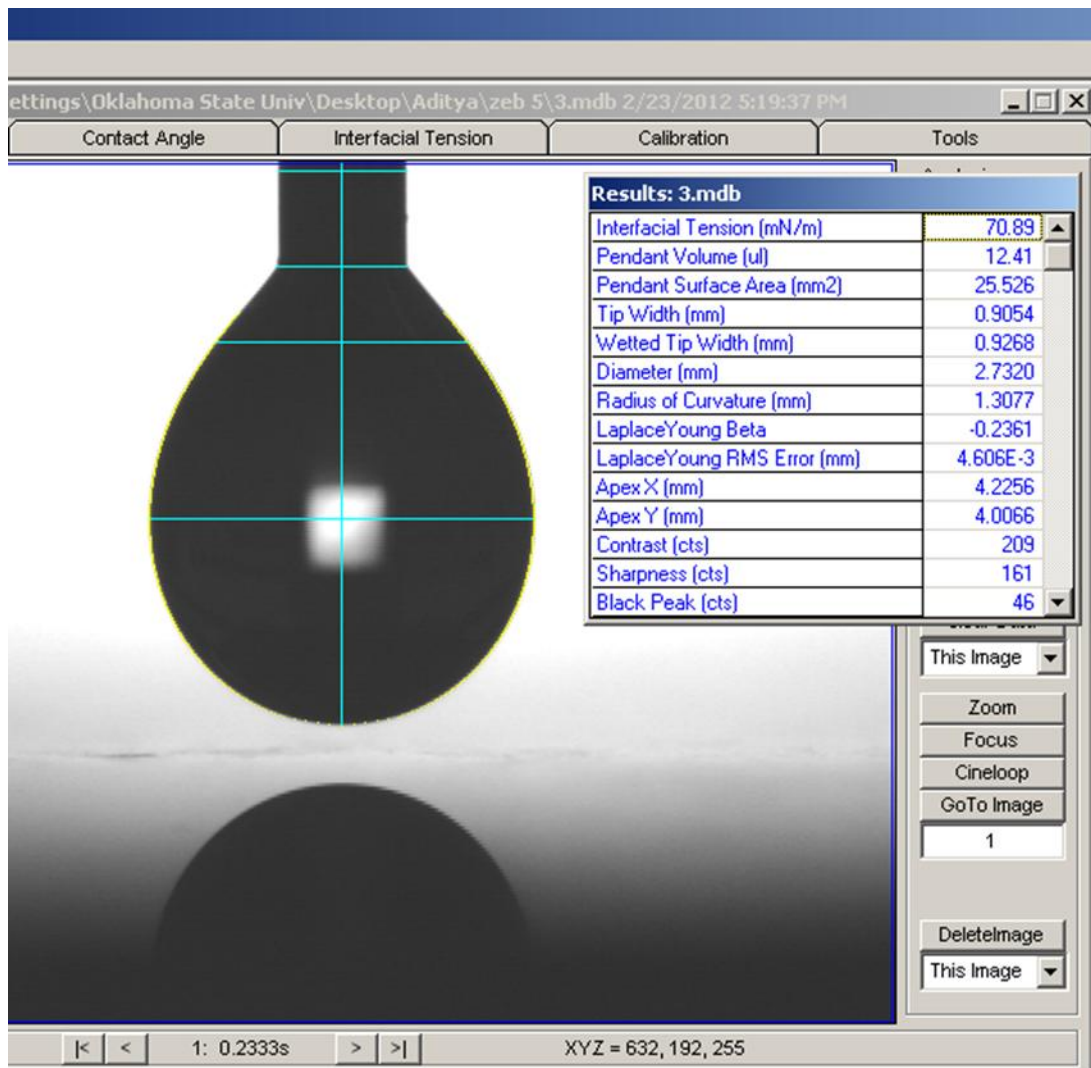 ettings\Oklahoma State Univ\Desktop\Aditya\zeb 5\3.mdb 2/23/2012 5:19:37 PM
Contact Angle Interfacial Tension Calibration Tools
Results: 3.mdb
Interfacial Tension (mN/m) 70.89
Pendant Volume (ul) 12.41
Pendant Surface Area (mm2) 25.526
Tip Width (mm) 0.9054
Wetted Tip Width (mm) 0.9268
Diameter (mm) 2.7320
Radius of Curvature (mm) 1.3077
LaplaceYoung Beta -0.2361
LaplaceYoung RMS Error (mm) 4.606E-3
Apex X (mm) 4.2256
Apex Y (mm) 4.0066
Contrast (cts) 209
Sharpness (cts) 161
Black Peak (cts) 46
This Image
Zoom
Focus
Cineloop
GoTo Image
1
DeleteImage
This Image
|< < 1: 0.2333s > >| XYZ = 632, 192, 255